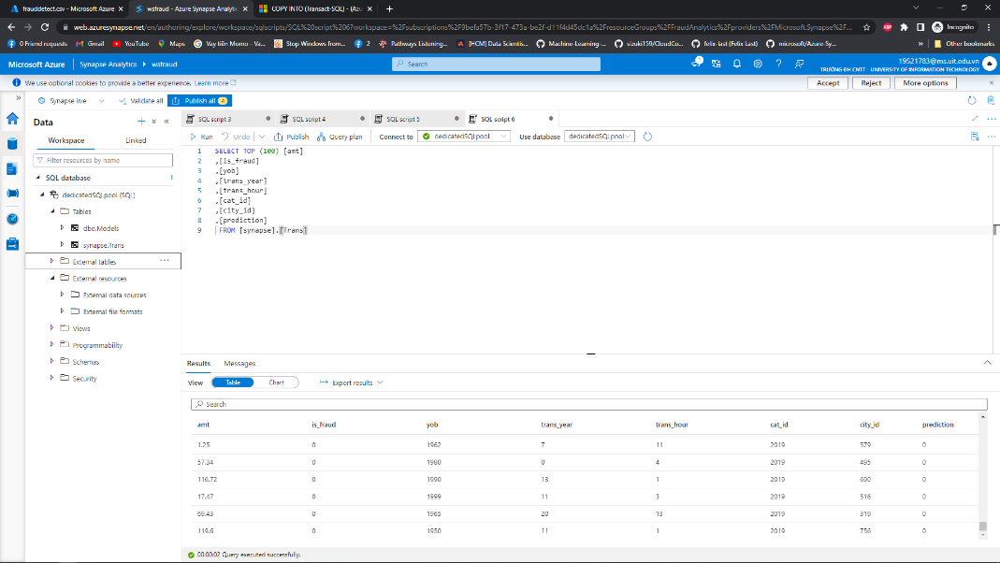 frauddetect.csv - Microsoft Azure
wsfraud - Azure Synapse Analytic
COPY INTO (Transact-SQL) - (Azu
web.azuresynapse.net/en/authoring/explore/workspace/sqlscripts/SQL%20script%206?workspace=%2Fsubscriptions%2F9befa57b-3f17-473a-be2f-d11f4d45dc1a%2FresourceGroups%2FFraudAnalytics%2Fproviders%2FMicrosoft.Synapse%2F...
ABP
Incognito
0 Friend requests
Gmail
YouTube
Maps
Vay tiền Momo - Va...
Stop Windows from...
2
Pathways Listening...
[HCM] Data Scientis...
Machine-Learning-...
sizuki159/CloudCo...
felix-last (Felix Last)
microsoft/Azure-Sy...
»
Other bookmarks
Microsoft Azure
Synapse Analytics
wsfraud
Search
1
19521783@ms.uit.edu.vn
TRƯỜNG ĐH CNTT - UNIVERSITY OF INFORMATION TECHNOLOGY
We use optional cookies to provide a better experience. Learn more
Accept
Reject
More options
Synapse live
Validate all
Publish all
4
Data
Workspace
Linked
Filter resources by name
SQL database
1
dedicatedSQLpool (SQL)
Tables
dbo.Models
synapse.Trans
External tables
External resources
External data sources
External file formats
Views
Programmability
Schemas
Security
SQL script 3
SQL script 4
SQL script 5
SQL script 6
Run
Undo
Publish
Query plan
Connect to
dedicatedSQLpool
Use database
dedicatedSQLpool
1 SELECT TOP (100) [amt]
2 ,[is_fraud]
3 ,[yob]
4 ,[trans_year]
5 ,[trans_hour]
6 ,[cat_id]
7 ,[city_id]
8 ,[prediction]
9 FROM [synapse].[Trans]
Results
Messages
View
Table
Chart
Export results
Search
amt is_fraud yob trans_year trans_hour cat_id city_id prediction
1.25 0 1962 7 11 2019 579 0
57.34 0 1980 0 4 2019 495 0
116.72 0 1990 13 1 2019 690 0
17.47 0 1999 11 3 2019 516 0
69.43 0 1965 20 13 2019 319 0
119.6 0 1950 11 1 2019 756 0
00:00:02 Query executed successfully.